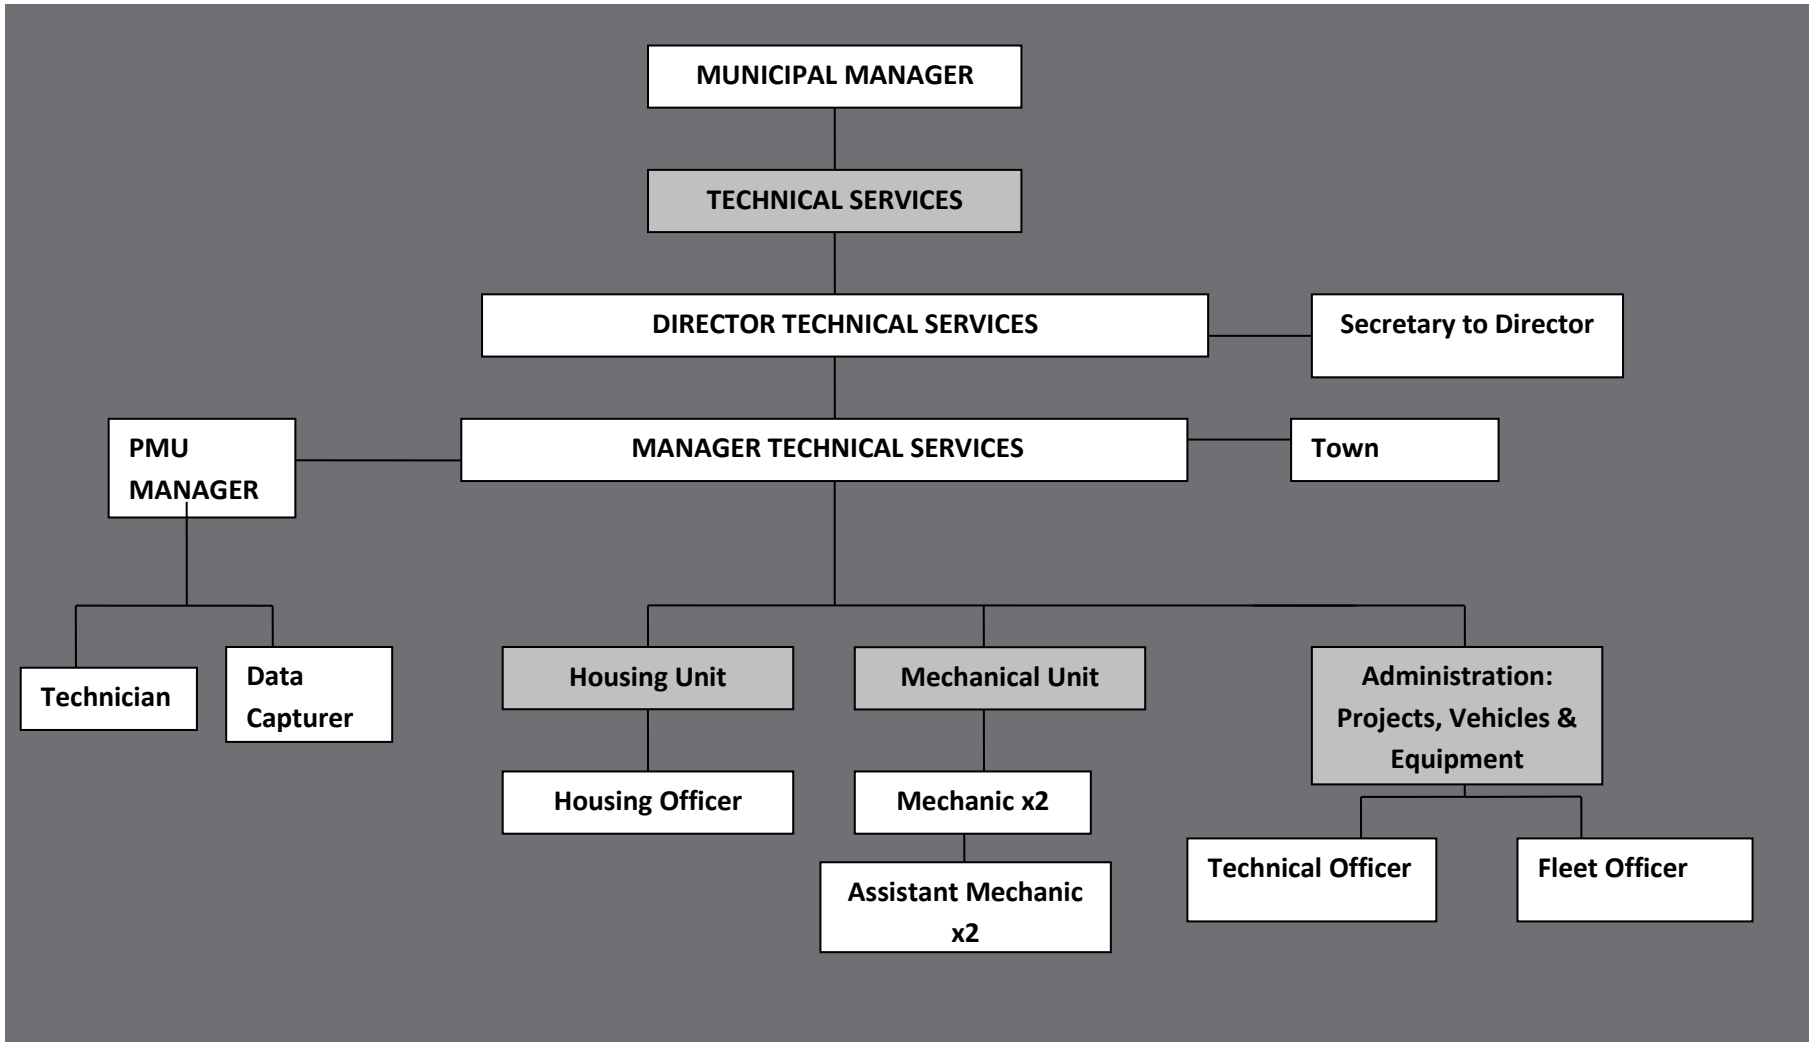 MUNICIPAL MANAGER
TECHNICAL SERVICES
DIRECTOR TECHNICAL SERVICES
Secretary to Director
PMU
MANAGER
MANAGER TECHNICAL SERVICES
Town
Technician
Data
Capturer
Housing Unit
Mechanical Unit
Administration:
Projects, Vehicles &
Equipment
Housing Officer
Mechanic x2
Assistant Mechanic
x2
Technical Officer
Fleet Officer